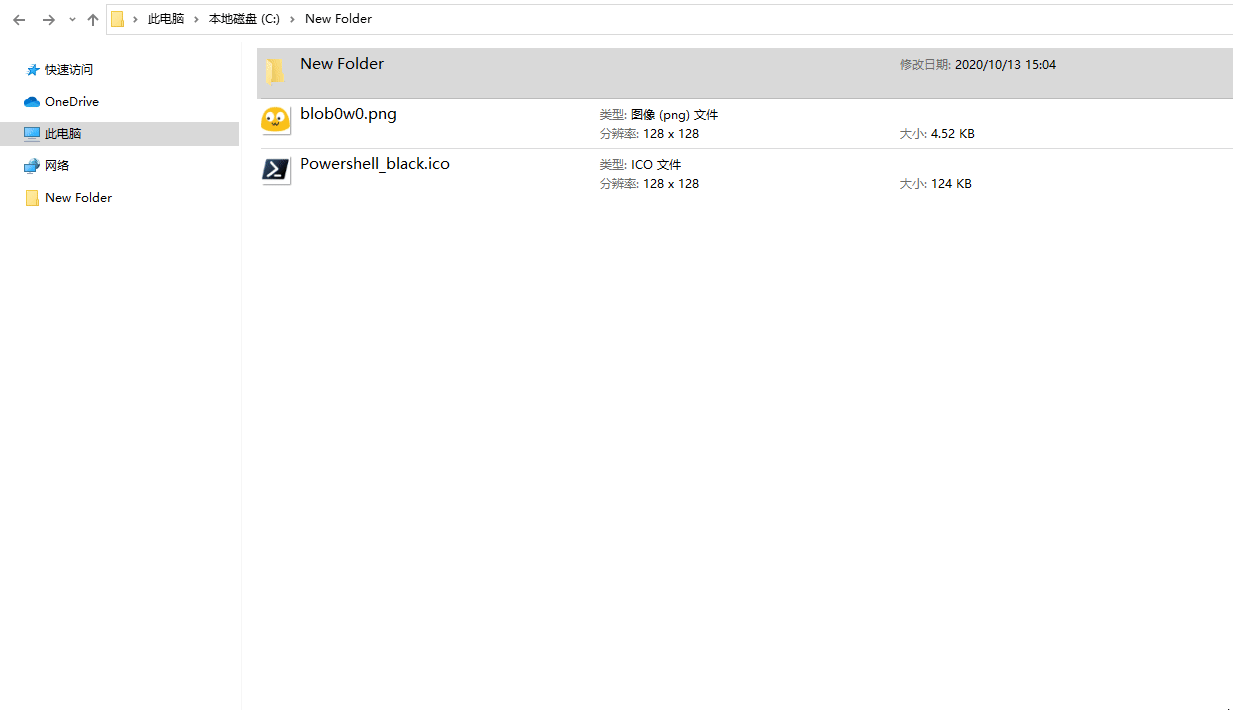 此电脑 › 本地磁盘 (C:) › New Folder
快速访问
OneDrive
此电脑
网络
New Folder
New Folder
修改日期: 2020/10/13 15:04
blob0w0.png
类型: 图像 (png) 文件
分辨率: 128 x 128
大小: 4.52 KB
Powershell_black.ico
类型: ICO 文件
分辨率: 128 x 128
大小: 124 KB